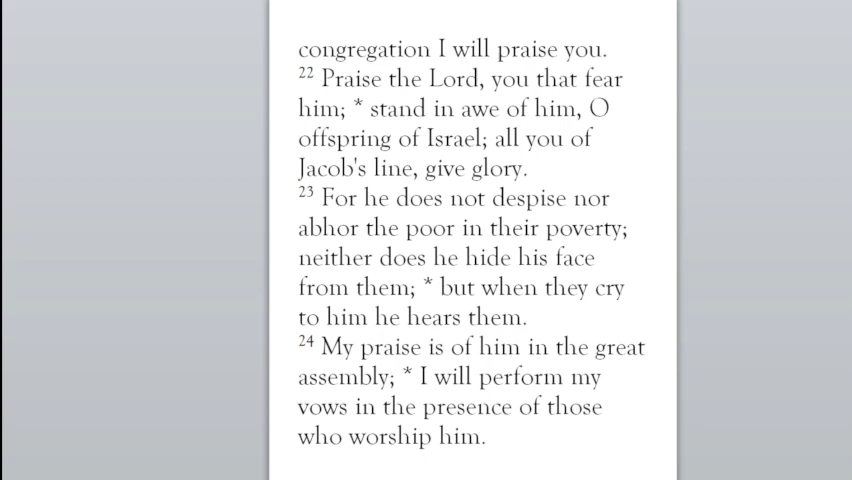 congregation I will praise you.
22 Praise the Lord, you that fear
him; * stand in awe of him, O
offspring of Israel; all you of
Jacob's line, give glory.
23 For he does not despise nor
abhor the poor in their poverty;
neither does he hide his face
from them; * but when they cry
to him he hears them.
24 My praise is of him in the great
assembly; * I will perform my
vows in the presence of those
who worship him.